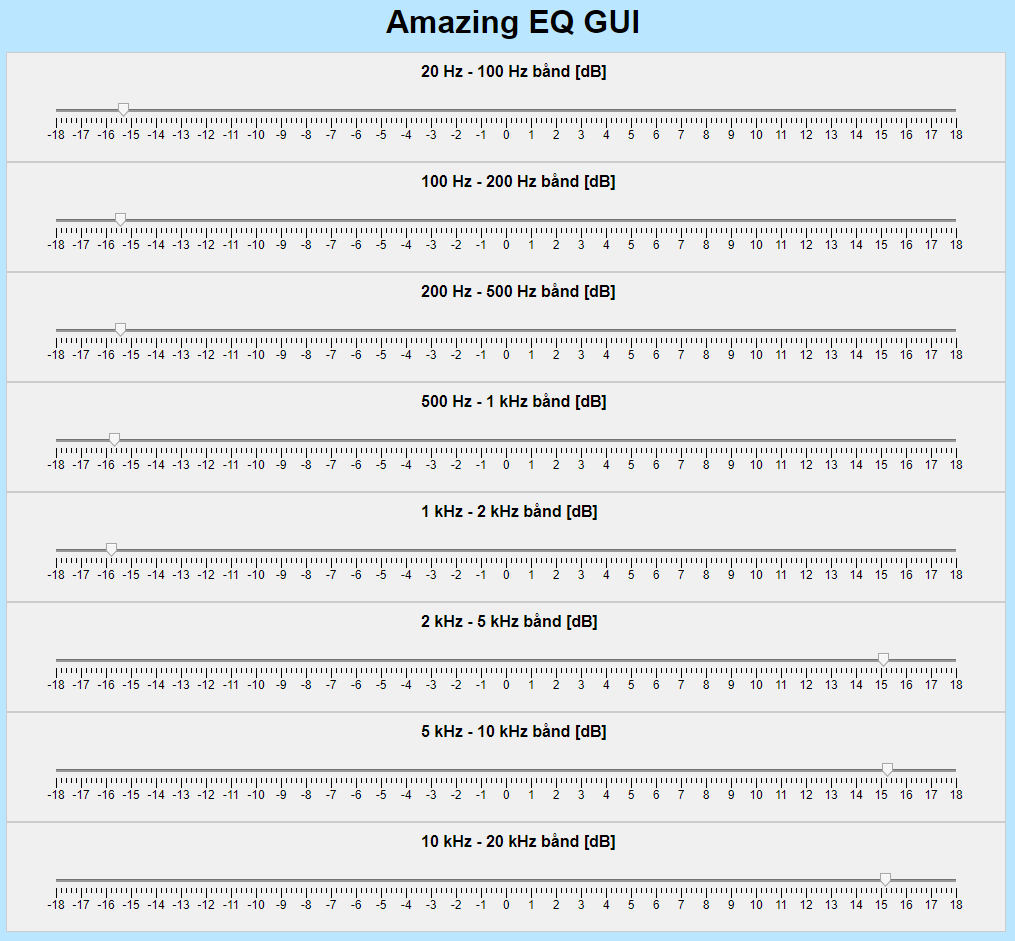 Amazing EQ GUI
20 Hz - 100 Hz bånd [dB]
-18 -17 -16 -15 -14 -13 -12 -11 -10 -9 -8 -7 -6 -5 -4 -3 -2 -1 0 1 2 3 4 5 6 7 8 9 10 11 12 13 14 15 16 17 18
100 Hz - 200 Hz bånd [dB]
-18 -17 -16 -15 -14 -13 -12 -11 -10 -9 -8 -7 -6 -5 -4 -3 -2 -1 0 1 2 3 4 5 6 7 8 9 10 11 12 13 14 15 16 17 18
200 Hz - 500 Hz bånd [dB]
-18 -17 -16 -15 -14 -13 -12 -11 -10 -9 -8 -7 -6 -5 -4 -3 -2 -1 0 1 2 3 4 5 6 7 8 9 10 11 12 13 14 15 16 17 18
500 Hz - 1 kHz bånd [dB]
-18 -17 -16 -15 -14 -13 -12 -11 -10 -9 -8 -7 -6 -5 -4 -3 -2 -1 0 1 2 3 4 5 6 7 8 9 10 11 12 13 14 15 16 17 18
1 kHz - 2 kHz bånd [dB]
-18 -17 -16 -15 -14 -13 -12 -11 -10 -9 -8 -7 -6 -5 -4 -3 -2 -1 0 1 2 3 4 5 6 7 8 9 10 11 12 13 14 15 16 17 18
2 kHz - 5 kHz bånd [dB]
-18 -17 -16 -15 -14 -13 -12 -11 -10 -9 -8 -7 -6 -5 -4 -3 -2 -1 0 1 2 3 4 5 6 7 8 9 10 11 12 13 14 15 16 17 18
5 kHz - 10 kHz bånd [dB]
-18 -17 -16 -15 -14 -13 -12 -11 -10 -9 -8 -7 -6 -5 -4 -3 -2 -1 0 1 2 3 4 5 6 7 8 9 10 11 12 13 14 15 16 17 18
10 kHz - 20 kHz bånd [dB]
-18 -17 -16 -15 -14 -13 -12 -11 -10 -9 -8 -7 -6 -5 -4 -3 -2 -1 0 1 2 3 4 5 6 7 8 9 10 11 12 13 14 15 16 17 18